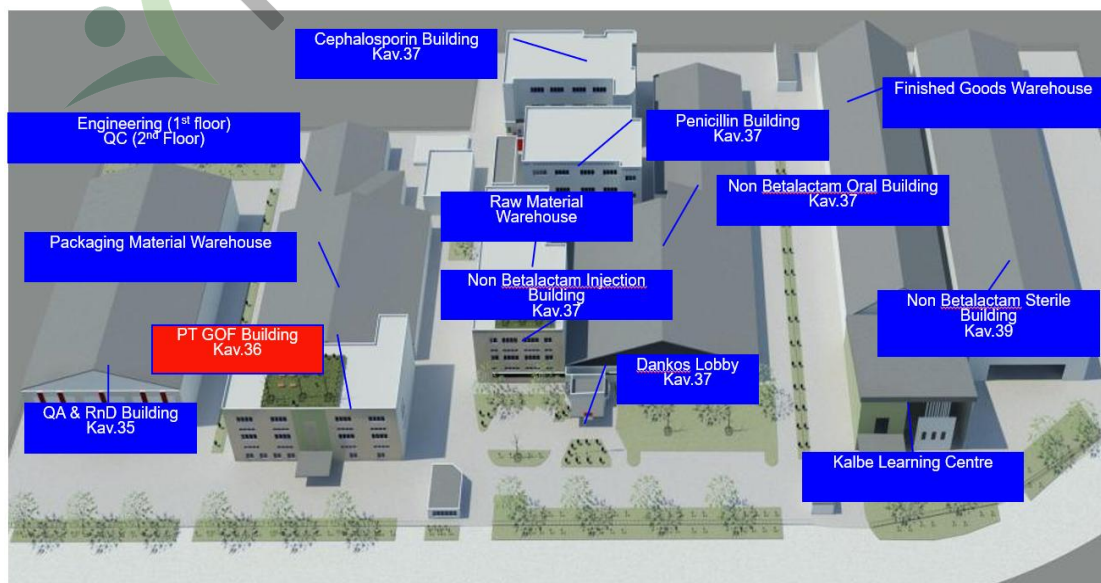 Cephalosporin Building
Kav.37
Finished Goods Warehouse
Engineering (1st floor)
QC (2nd Floor)
Penicillin Building
Kav.37
Non Betalactam Oral Building
Kav.37
Raw Material
Warehouse
Packaging Material Warehouse
Non Betalactam Injection
Building
Kav.37
Non Betalactam Sterile
Building
Kav.39
PT GOF Building
Kav.36
Dankos Lobby
Kav.37
QA & RnD Building
Kav.35
Kalbe Learning Centre